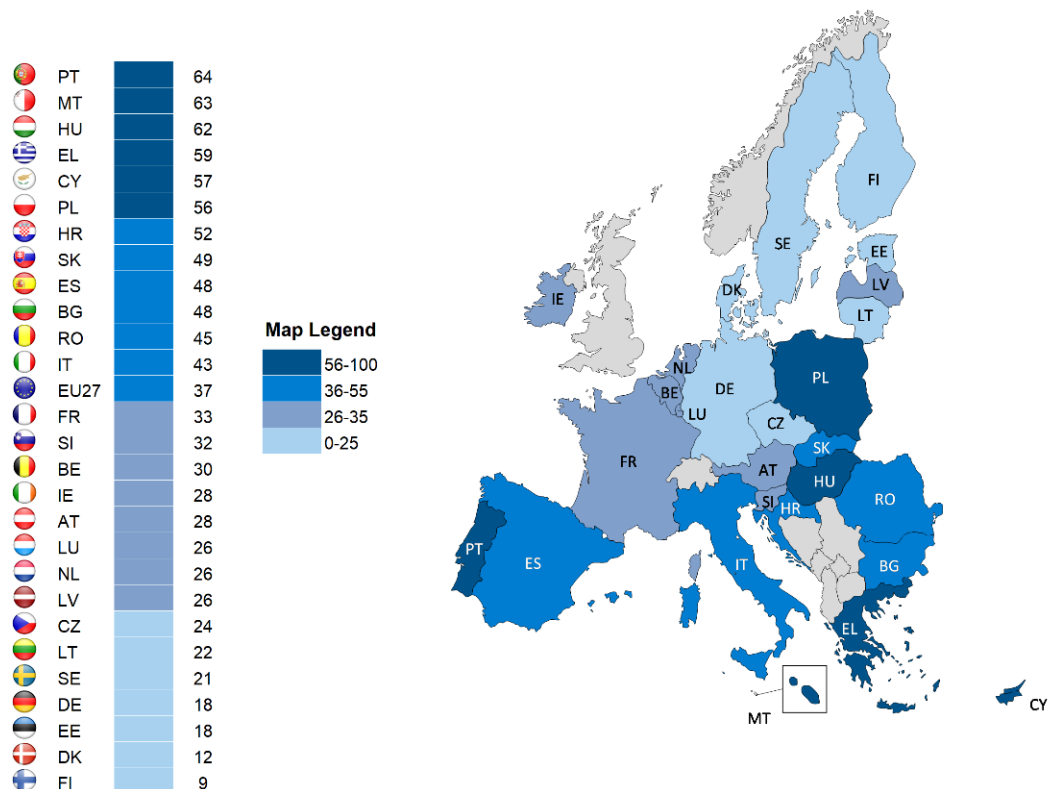 PT 64
MT 63
HU 62
EL 59
CY 57
PL 56
HR 52
SK 49
ES 48
BG 48
RO 45
IT 43
EU27 37
FR 33
SI 32
BE 30
IE 28
AT 28
LU 26
NL 26
LV 26
CZ 24
LT 22
SE 21
DE 18
EE 18
DK 12
FI 9
Map Legend
56-100
36-55
26-35
0-25
FI
SE
EE
LV
DK
LT
IE
NL
PL
DE
BE
LU
CZ
SK
FR
AT
HU
SI
RO
HR
PT
ES
IT
BG
EL
MT
CY